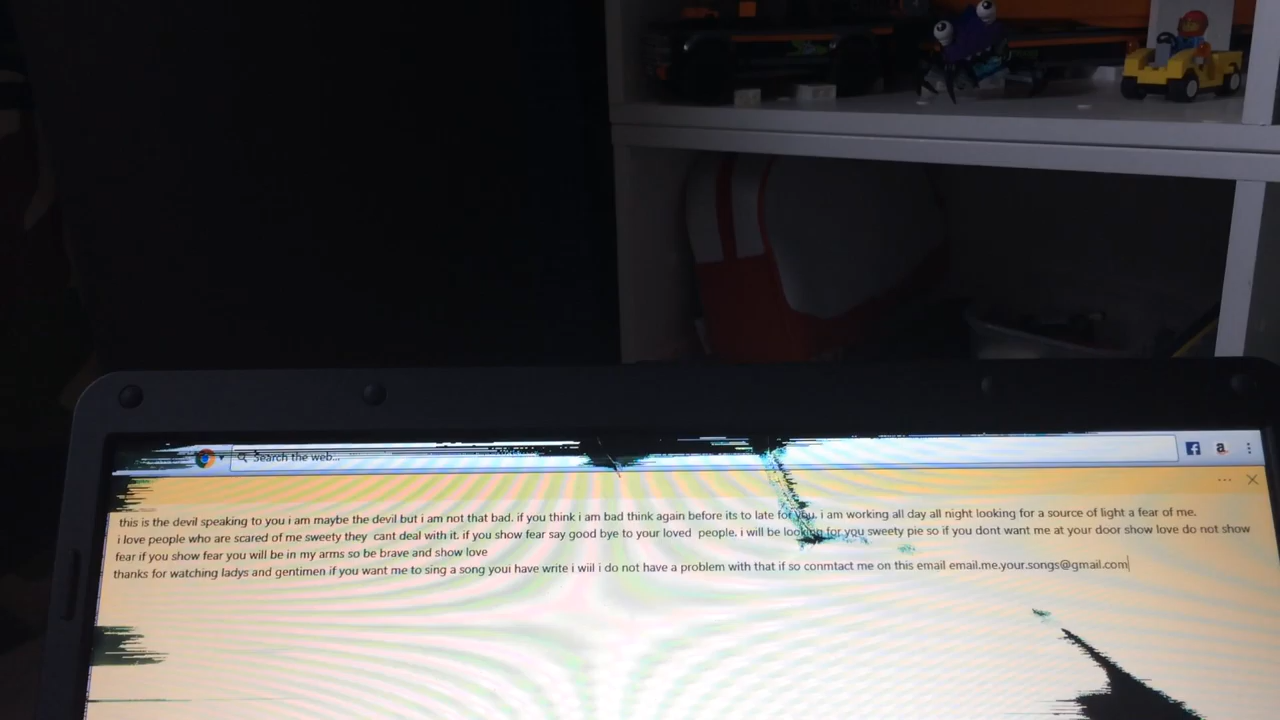 Search the web...
this is the devil speaking to you i am maybe the devil but i am not that bad. if you think i am bad think again before its to late for you. i am working all day all night looking for a source of light a fear of me.
i love people who are scared of me sweety they cant deal with it. if you show fear say good bye to your loved people. i will be looking for you sweety pie so if you dont want me at your door show love do not show
fear if you show fear you will be in my arms so be brave and show love
thanks for watching ladys and gentimen if you want me to sing a song youi have write i wiil i do not have a problem with that if so conmtact me on this email email.me.your.songs@gmail.com